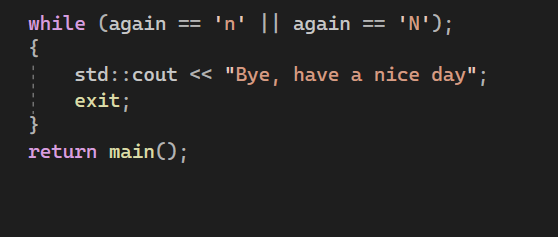 while (again == 'n' || again == 'N');
{
    std::cout << "Bye, have a nice day";
    exit;
}
return main();